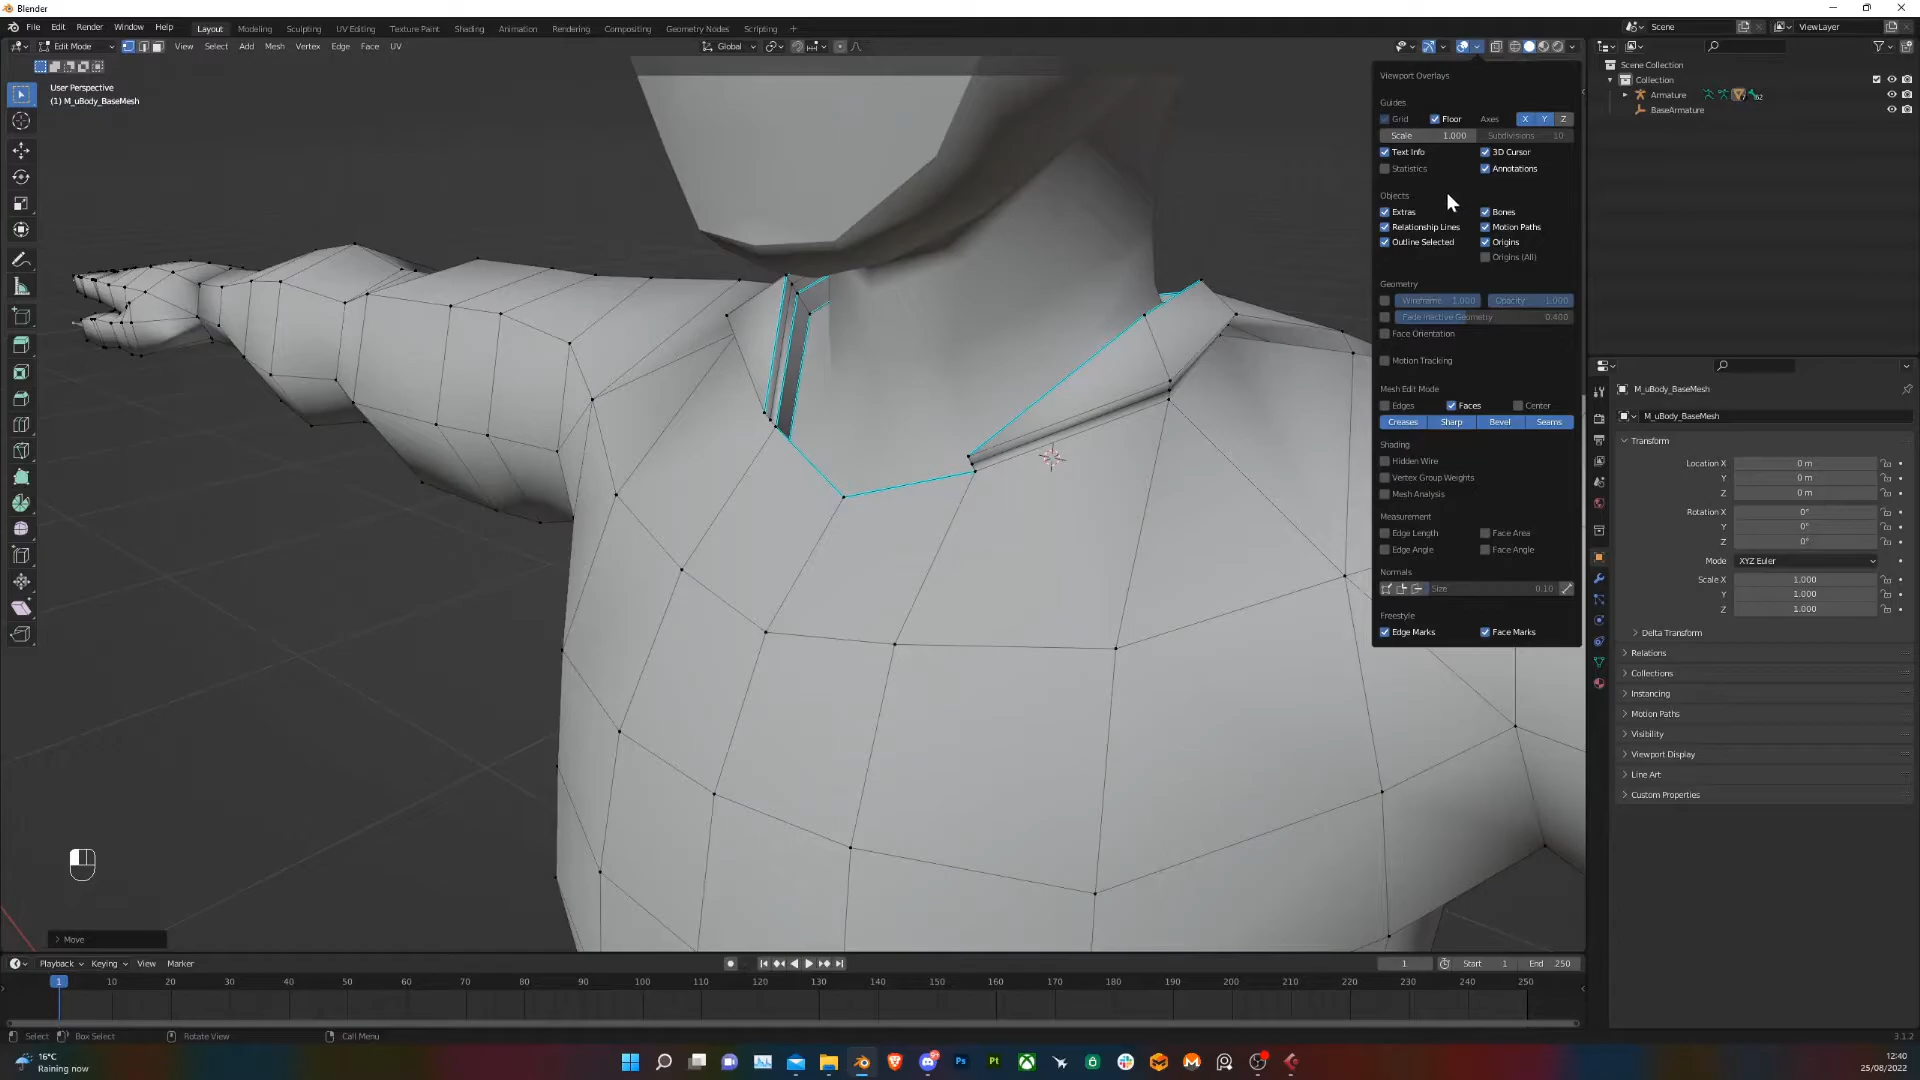 Blender
File Edit Render Window Help Layout Modeling Sculpting UV Editing Texture Paint Shading Animation Rendering Compositing Geometry Nodes Scripting + Scene ViewLayer
Edit Mode View Select Add Mesh Vertex Edge Face UV Global
User Perspective
(1) M_uBody_BaseMesh
Viewport Overlays
Guides
Grid Floor Axes X Y Z
Scale 1.000 Subdivisions 10
Text Info 3D Cursor
Statistics Annotations
Objects
Extras Bones
Relationship Lines Motion Paths
Outline Selected Origins
Origins (All)
Geometry
Wireframe 1.000 Opacity 1.000
Fade Inactive Geometry 0.400
Face Orientation
Motion Tracking
Mesh Edit Mode
Edges Faces Center
Creases Sharp Bevel Seams
Shading
Hidden Wire
Vertex Group Weights
Mesh Analysis
Measurement
Edge Length Face Area
Edge Angle Face Angle
Normals
Size 0.10
Freestyle
Edge Marks Face Marks
Scene Collection
Collection
Armature
BaseArmature
M_uBody_BaseMesh
M_uBody_BaseMesh
Transform
Location X 0 m
Y 0 m
Z 0 m
Rotation X 0°
Y 0°
Z 0°
Mode XYZ Euler
Scale X 1.000
Y 1.000
Z 1.000
Delta Transform
Relations
Collections
Instancing
Motion Paths
Visibility
Viewport Display
Line Art
Custom Properties
Move
Playback Keying View Marker 1 Start 1 End 250
1 10 20 30 40 50 60 70 80 90 100 110 120 130 140 150 160 170 180 190 200 210 220 230 240 250
Select Box Select Rotate View Call Menu 3.1.2
16°C
Raining now
Ps Pt
12:40
25/08/2022